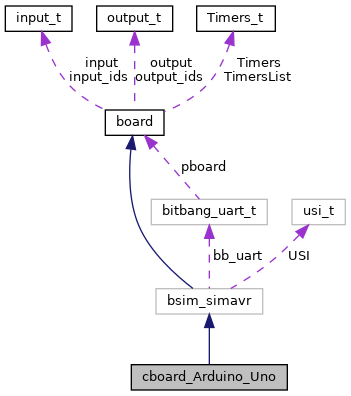 input_t
output_t
Timers_t
input
input_ids
output
output_ids
Timers
TimersList
board
pboard
bitbang_uart_t
usi_t
bb_uart
USI
bsim_simavr
cboard_Arduino_Uno